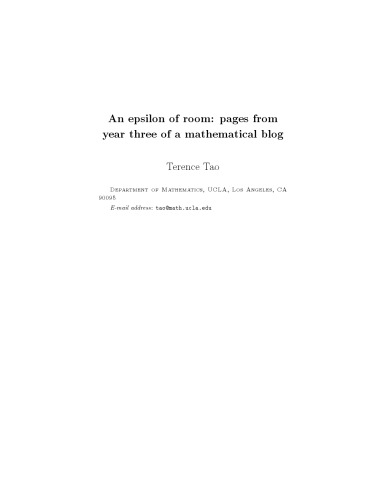 An epsilon of room: pages from
year three of a mathematical blog
Terence Tao
Department of Mathematics, UCLA, Los Angeles, CA
90095
E-mail address: tao@math.ucla.edu